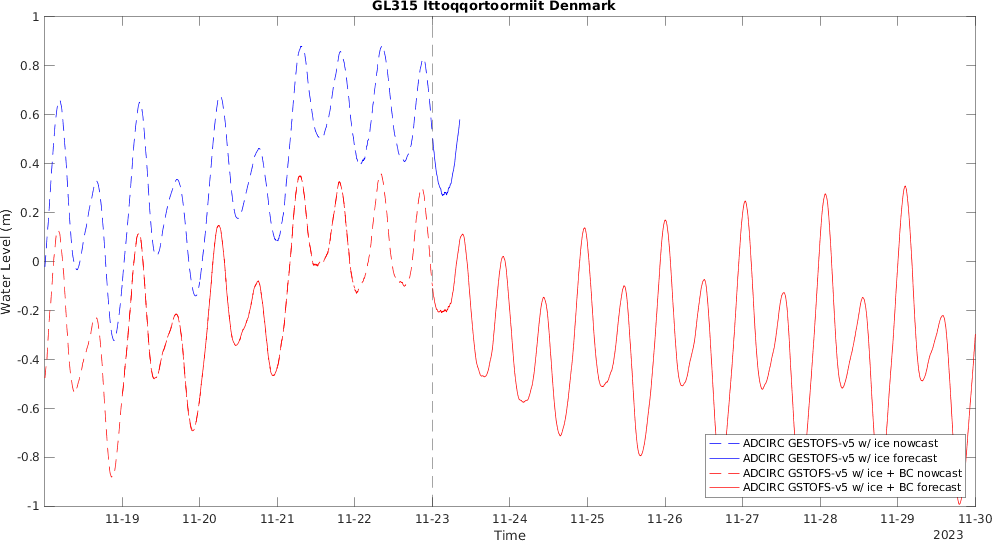 GL315 Ittoqqortoormiit Denmark
1
0.8
0.6
0.4
0.2
0
-0.2
-0.4
-0.6
-0.8
-1
Water Level (m)
ADCIRC GESTOFS-v5 w/ ice nowcast
ADCIRC GESTOFS-v5 w/ ice forecast
ADCIRC GSTOFS-v5 w/ ice + BC nowcast
ADCIRC GSTOFS-v5 w/ ice + BC forecast
11-19 11-20 11-21 11-22 11-23 11-24 11-25 11-26 11-27 11-28 11-29 11-30
Time
2023